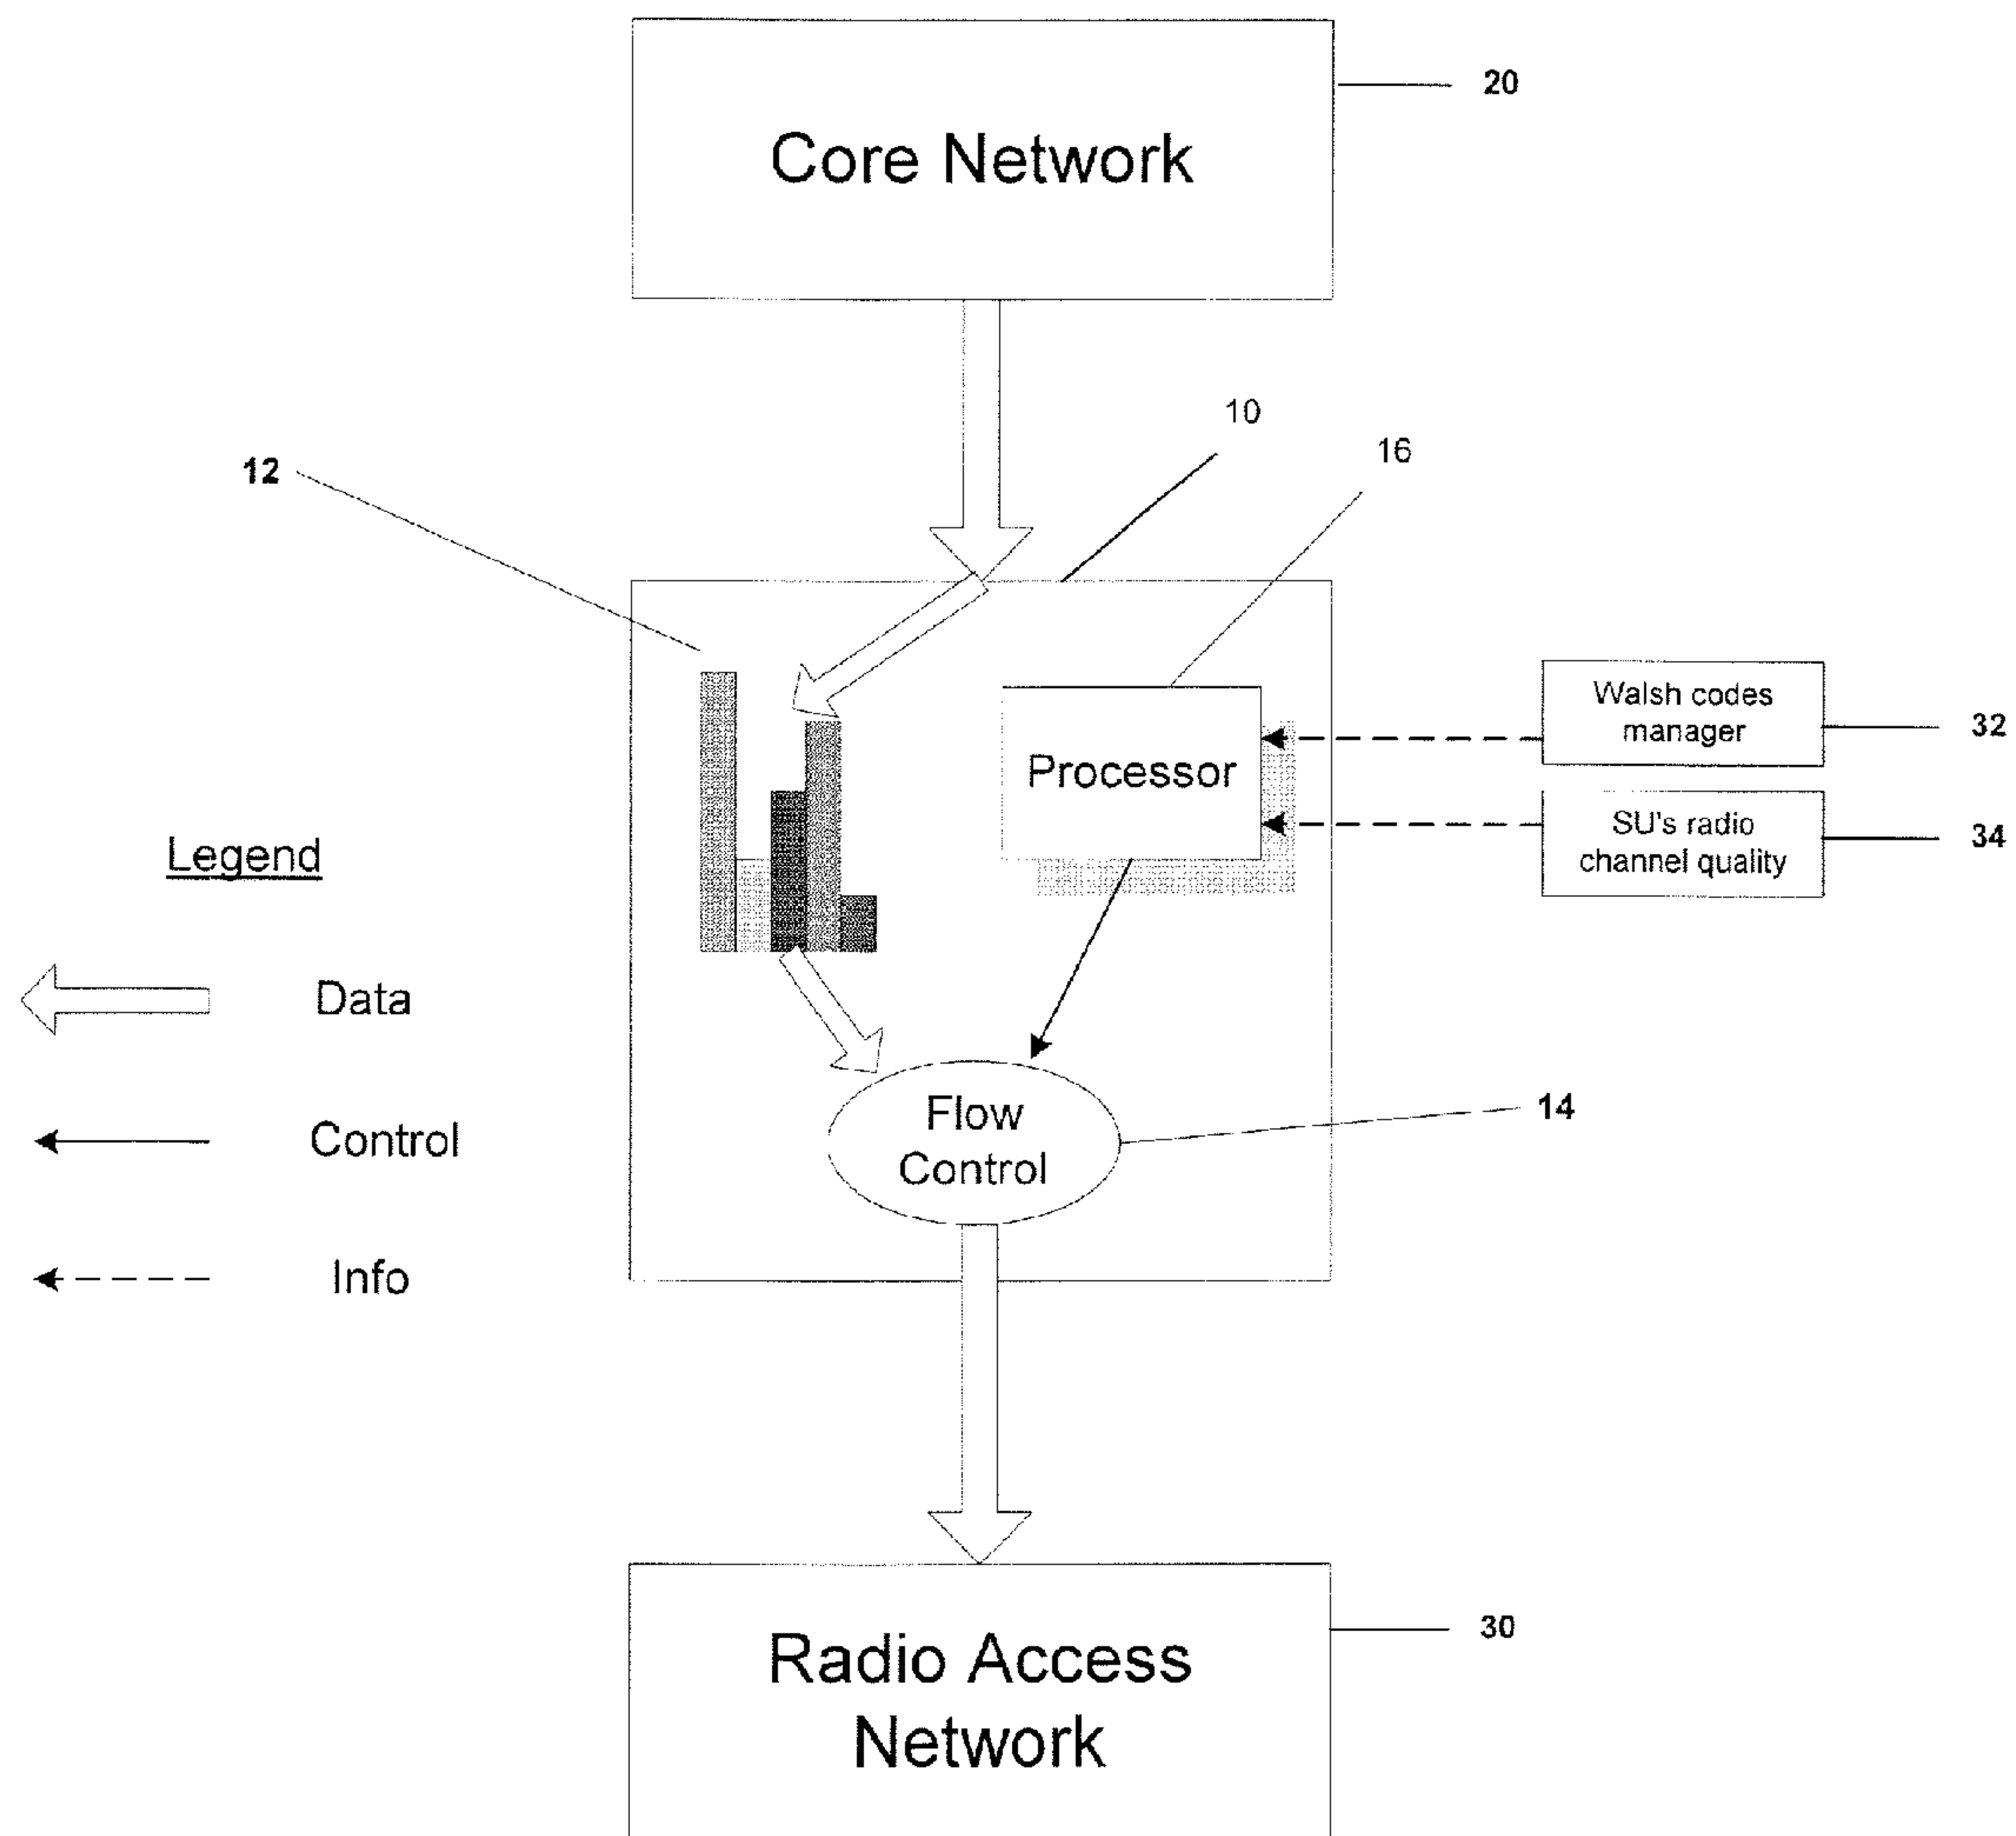 20
Core Network
10
16
12
Walsh codes
manager
32
Processor
SU's radio
channel quality
34
Legend
Data
Flow
Control
14
Control
Info
Radio Access
Network
30